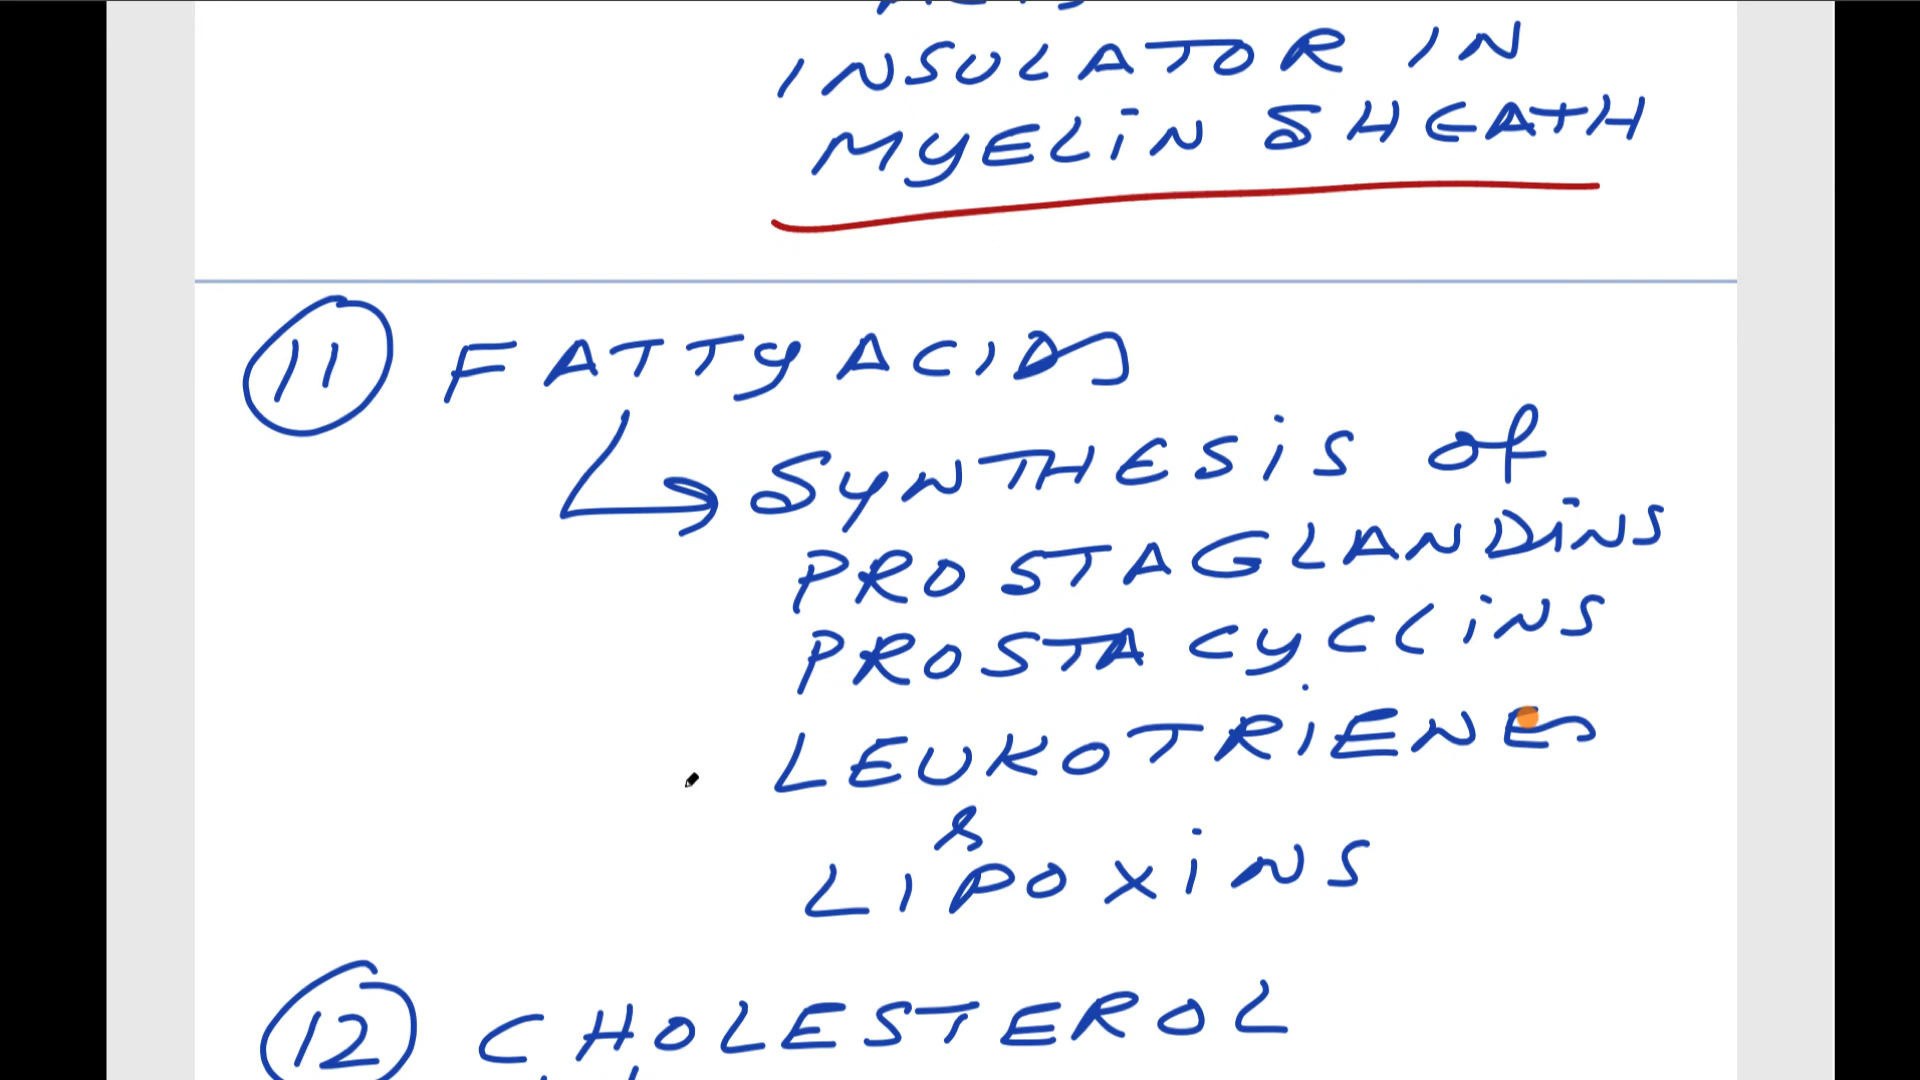 INSULATOR IN
MYELIN SHEATH
11 FATTY ACIDS
SYNTHESIS of
PROSTAGLANDINS
PROSTACYCLINS
LEUKOTRIENES
&
LIPOXINS
12 CHOLESTEROL